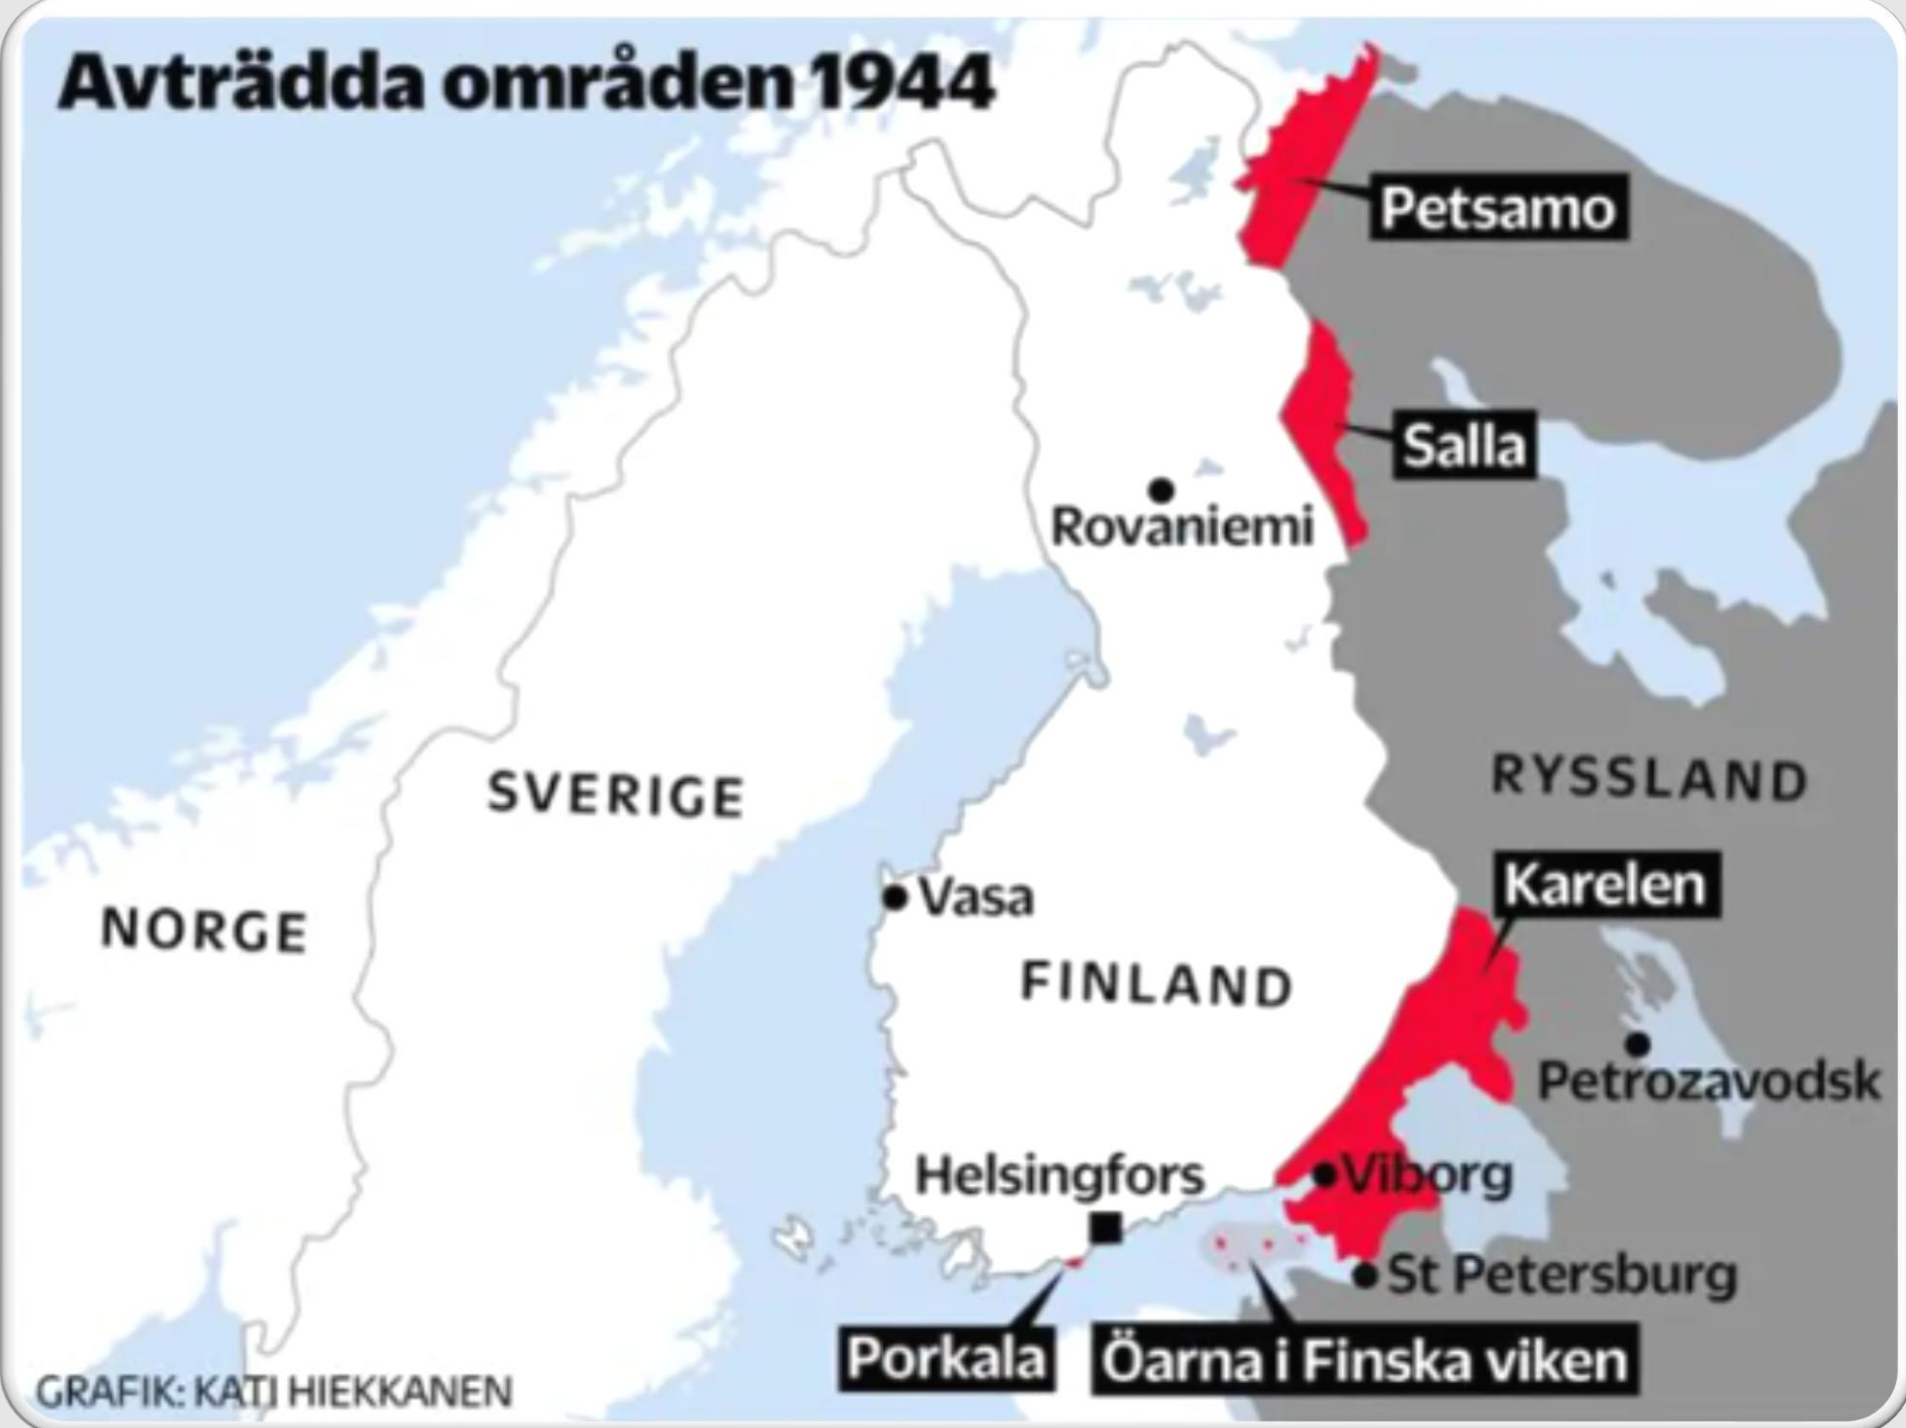 Avträdda områden 1944
Petsamo
Salla
Rovaniemi
SVERIGE
RYSSLAND
Karelen
Vasa
NORGE
FINLAND
Petrozavodsk
Helsingfors
Viborg
St Petersburg
Porkala
Öarna i Finska viken
GRAFIK: KATI HIEKKANEN